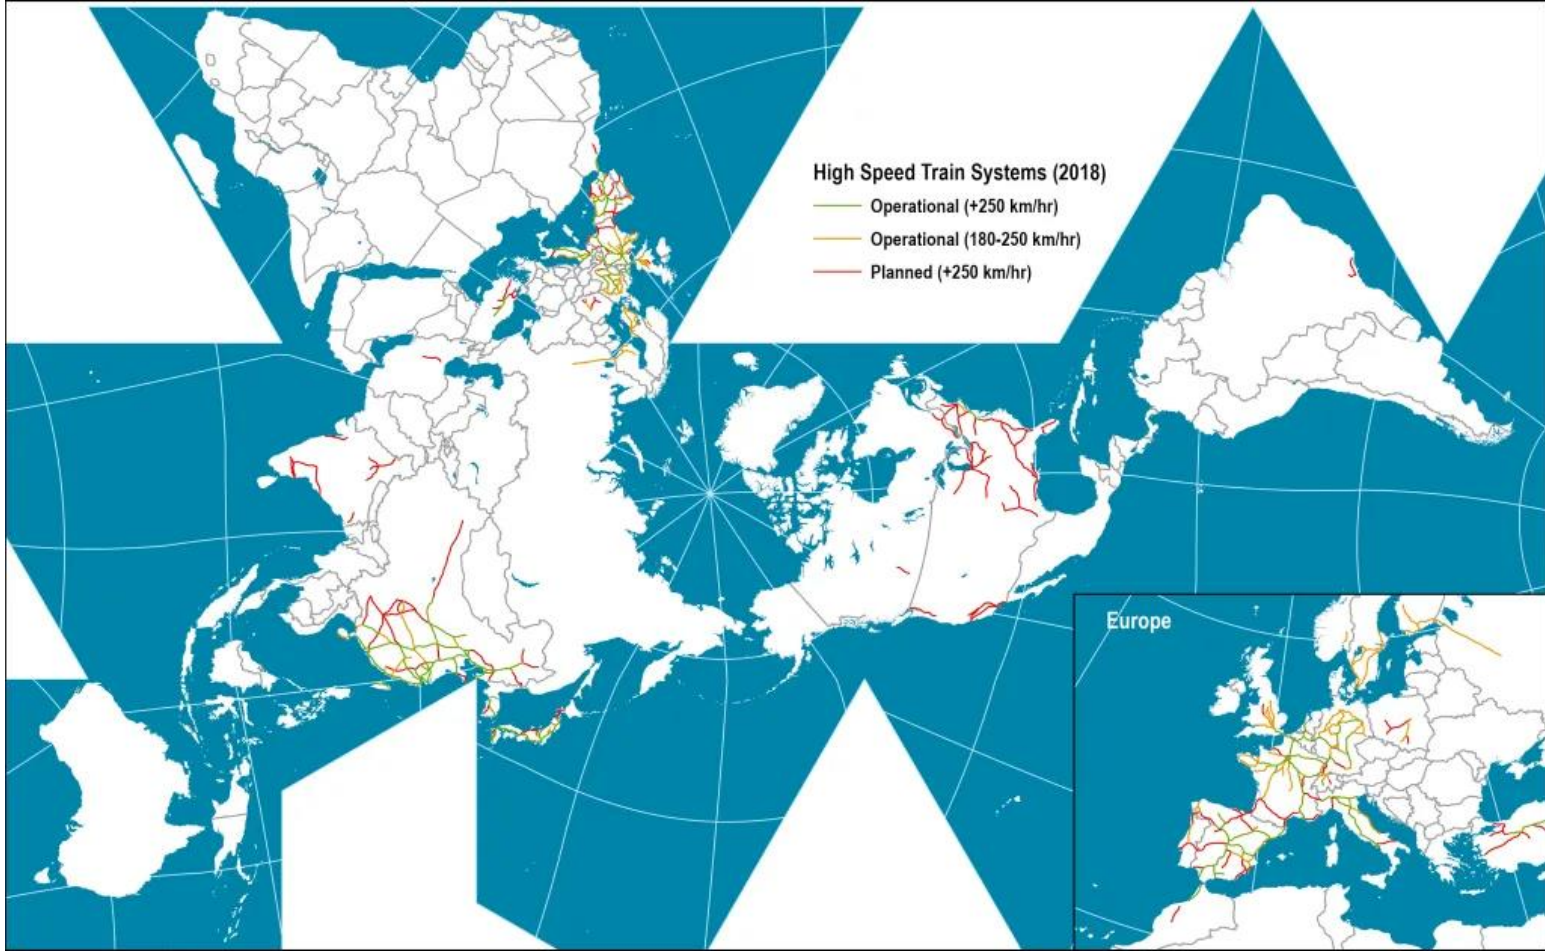 High Speed Train Systems (2018)
Operational (+250 km/hr)
Operational (180-250 km/hr)
Planned (+250 km/hr)
Europe